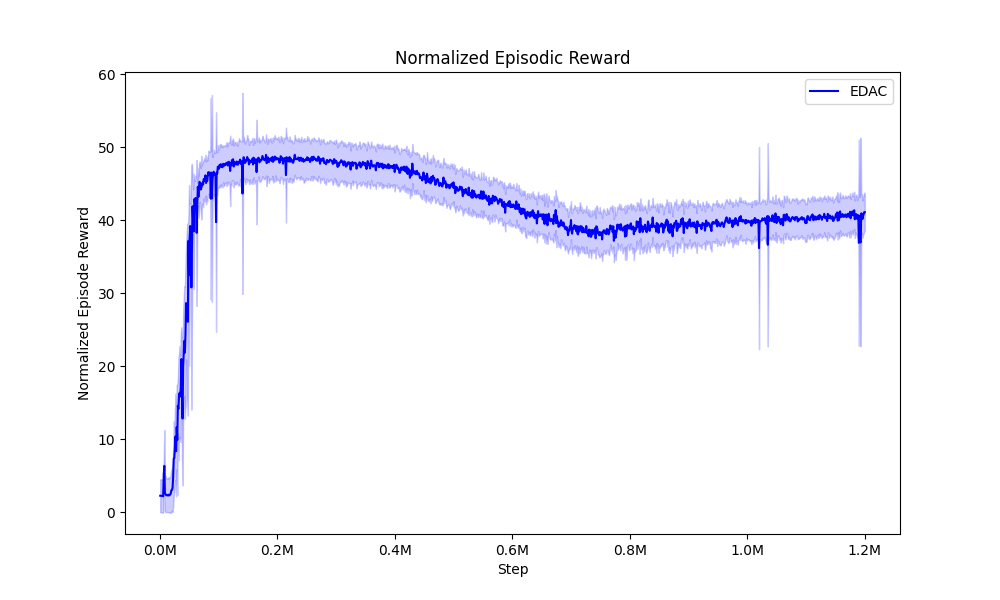 Normalized Episodic Reward
EDAC
Normalized Episode Reward
60
50
40
30
20
10
0
0.0M 0.2M 0.4M 0.6M 0.8M 1.0M 1.2M
Step